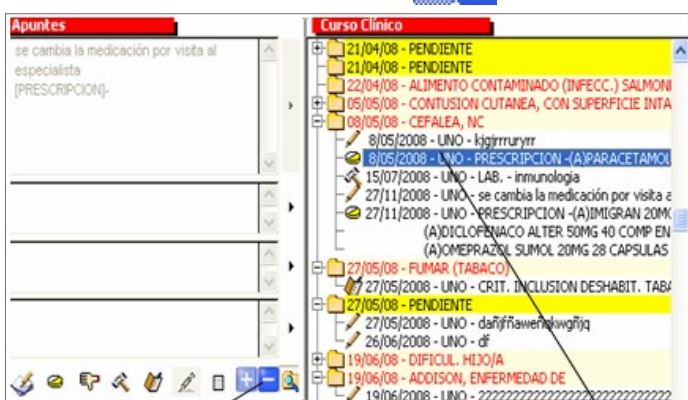 Apuntes
se cambia la medicación por visita al
especialista
[PRESCRIPCION]-
Curso Clínico
21/04/08 - PENDIENTE
21/04/08 - PENDIENTE
22/04/08 - ALIMENTO CONTAMINADO (INFECC.) SALMONE
05/05/08 - CONTUSION CUTANEA, CON SUPERFICIE INTA
08/05/08 - CEFALEA, NC
8/05/2008 - UNO - kjgjrrruryrr
8/05/2008 - UNO - PRESCRIPCION -(A)PARACETAMOL
15/07/2008 - UNO - LAB. - inmunologia
27/11/2008 - UNO - se cambia la medicación por visita a
27/11/2008 - UNO - PRESCRIPCION -(A)IMIGRAN 20MG
(A)DICLOFENACO ALTER 50MG 40 COMP EN
(A)OMEPRAZOL SUMOL 20MG 28 CAPSULAS
27/05/08 - FUMAR (TABACO)
27/05/2008 - UNO - CRIT. INCLUSION DESHABIT. TABA
27/05/08 - PENDIENTE
27/05/2008 - UNO -
26/06/2008 - UNO - df
19/06/08 - DIFICUL. HIJO/A
19/06/08 - ADDISON, ENFERMEDAD DE
19/06/2008 - UNO -